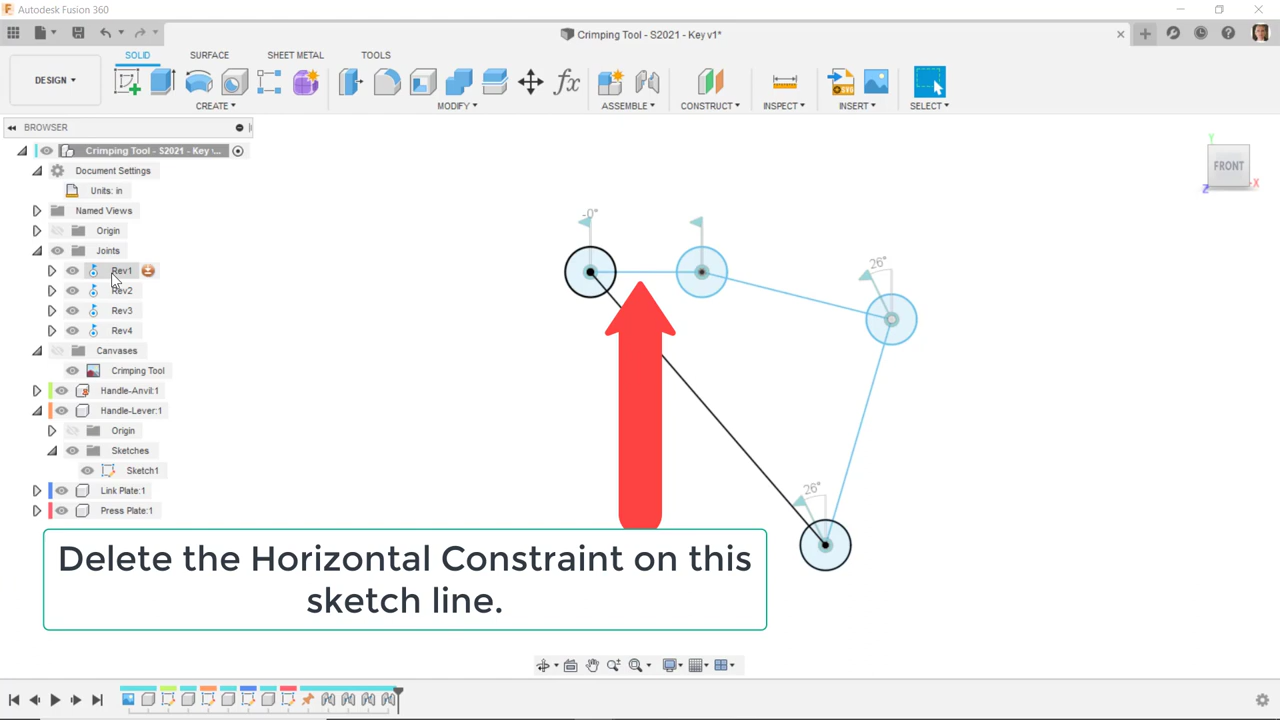 Autodesk Fusion 360
Crimping Tool - S2021 - Key v1*
SOLID SURFACE SHEET METAL TOOLS
DESIGN
CREATE MODIFY ASSEMBLE CONSTRUCT INSPECT INSERT SELECT
BROWSER
Crimping Tool - S2021 - Key ...
Document Settings
Units: in
Named Views
Origin
Joints
Rev1
Rev2
Rev3
Rev4
Canvases
Crimping Tool
Handle-Anvil:1
Handle-Lever:1
Origin
Sketches
Sketch1
Link Plate:1
Press Plate:1
FRONT
Y
X
Z
-0°
26°
26°
Delete the Horizontal Constraint on this
sketch line.